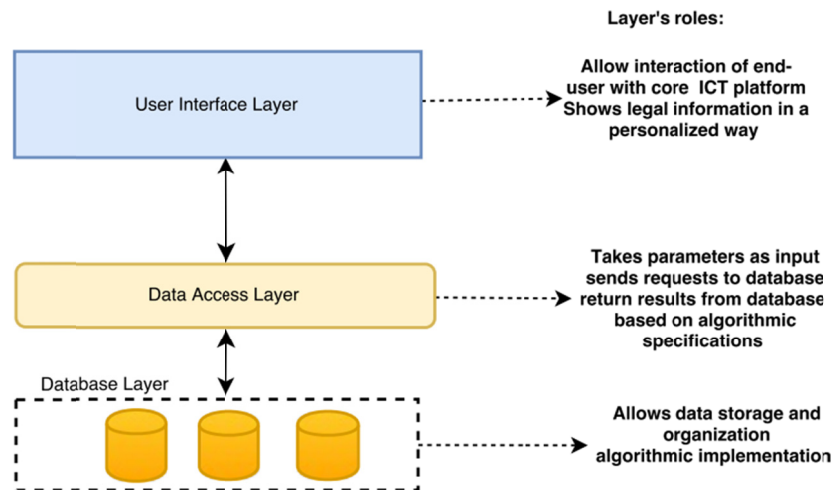 Layer's roles:
User Interface Layer
Allow interaction of end-
user with core ICT platform
Shows legal information in a
personalized way
Data Access Layer
Takes parameters as input
sends requests to database
return results from database
based on algorithmic
specifications
Database Layer
Allows data storage and
organization
algorithmic implementation